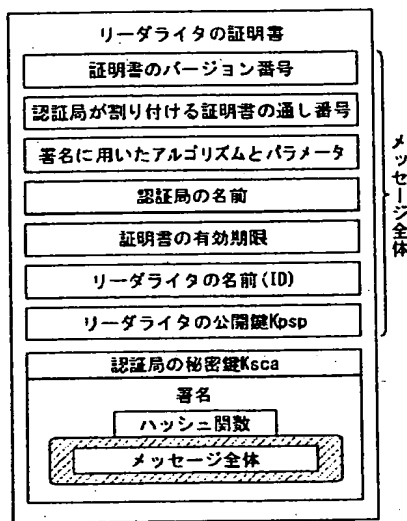 リーダライタの証明書
証明書のバージョン番号
認証局が割り付ける証明書の通し番号
署名に用いたアルゴリズムとパラメータ
認証局の名前
証明書の有効期限
リーダライタの名前(ID)
リーダライタの公開鍵Kpsp
メッセージ全体
認証局の秘密鍵Ksca
署名
ハッシュ関数
メッセージ全体